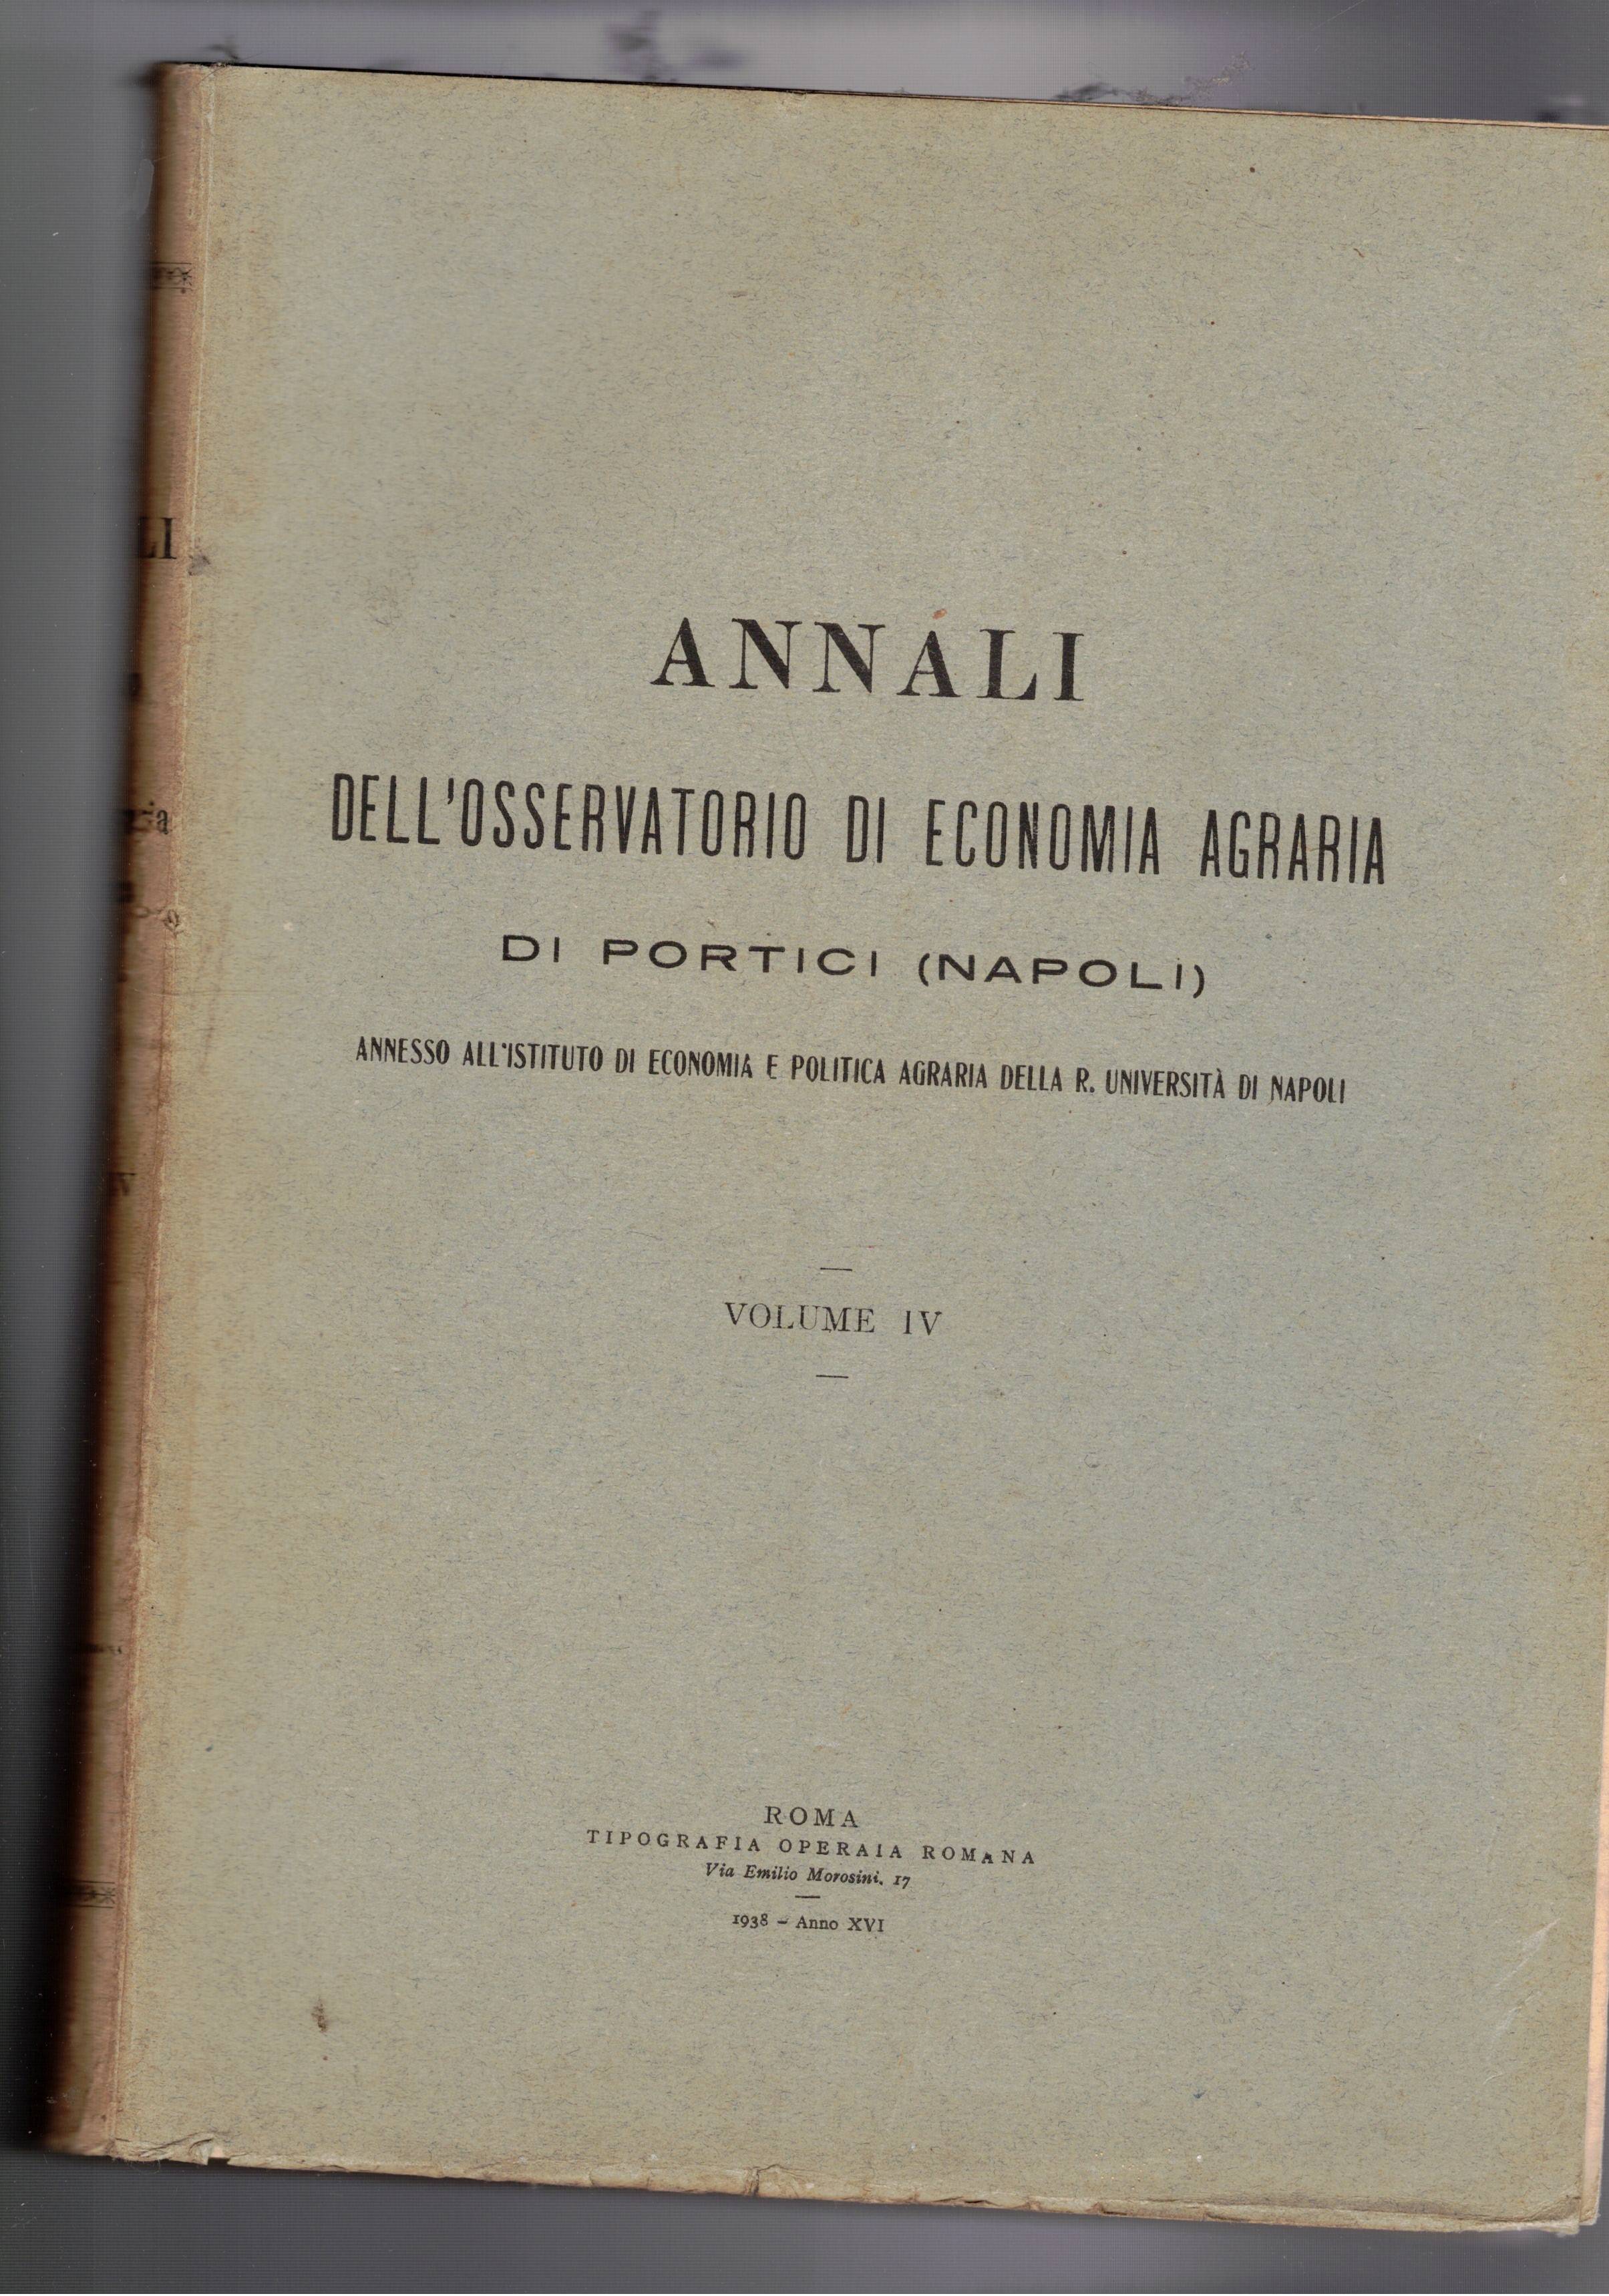 ANNALI
DELL'OSSERVATORIO DI ECONOMIA AGRARIA
DI PORTICI (NAPOLI)
ANNESSO ALL'ISTITUTO DI ECONOMIA E POLITICA AGRARIA DELLA R. UNIVERSITÀ DI NAPOLI
VOLUME IV
ROMA
TIPOGRAFIA OPERAIA ROMANA
Via Emilio Morosini, 17
1938 - Anno XVI